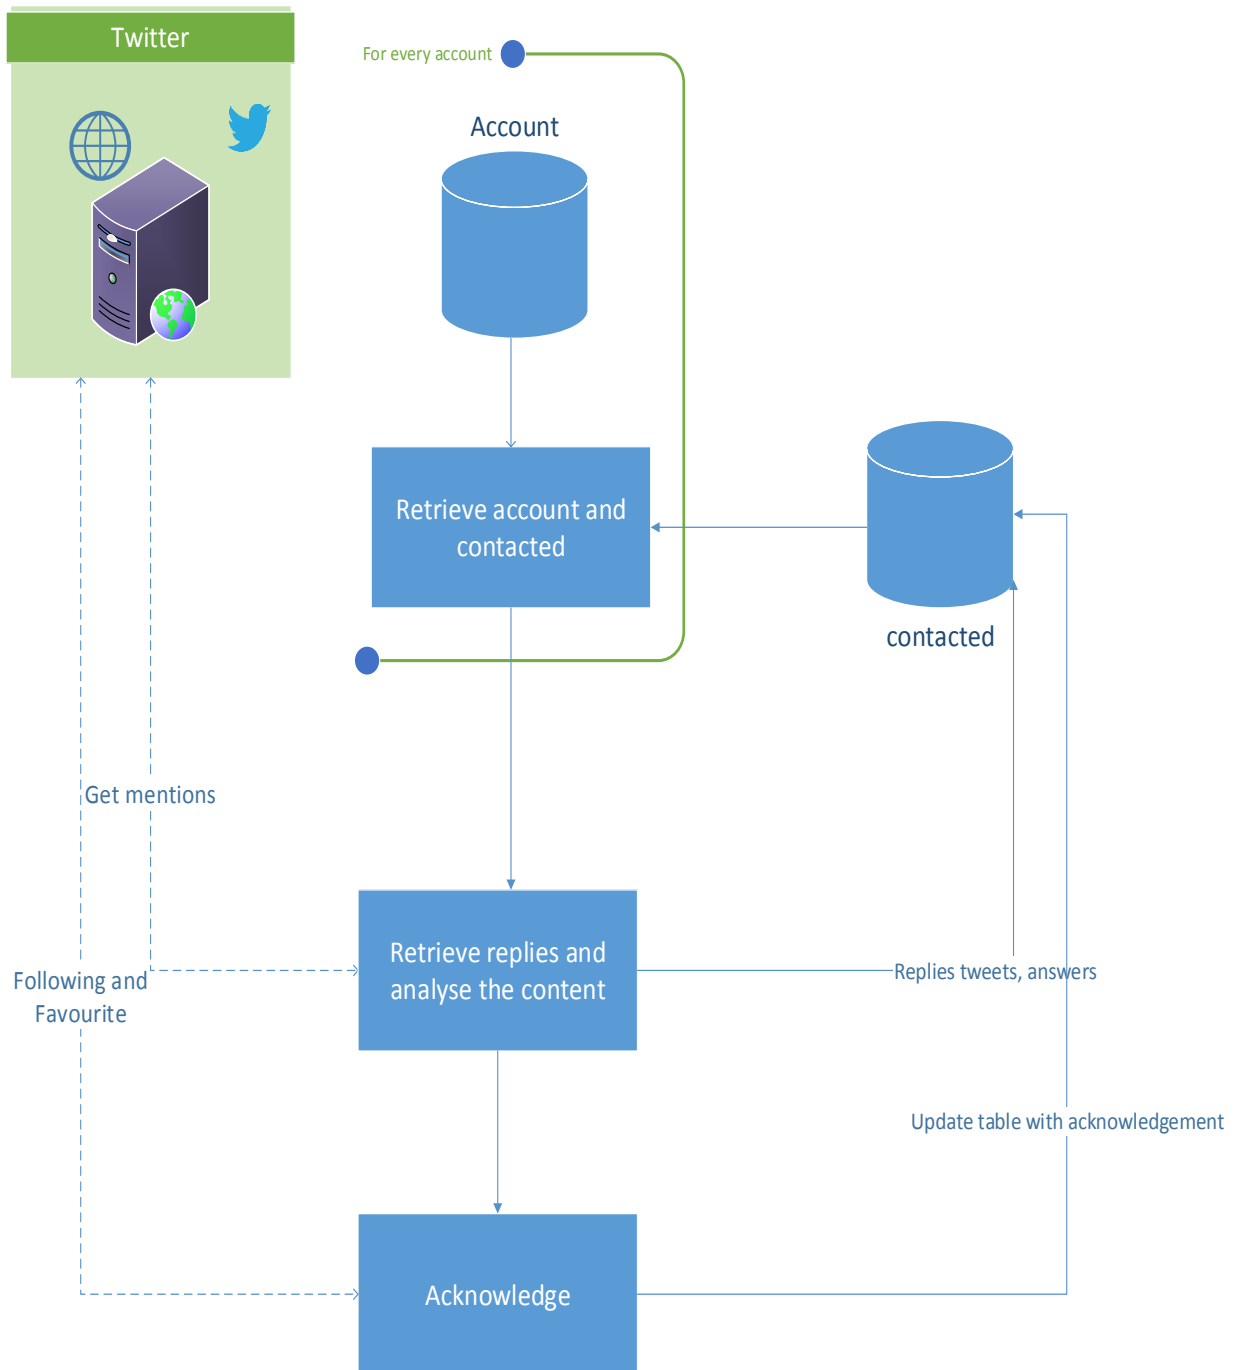 Twitter
For every account
Account
Retrieve account and
contacted
contacted
Get mentions
Retrieve replies and
analyse the content
Replies tweets, answers
Following and
Favourite
Update table with acknowledgement
Acknowledge